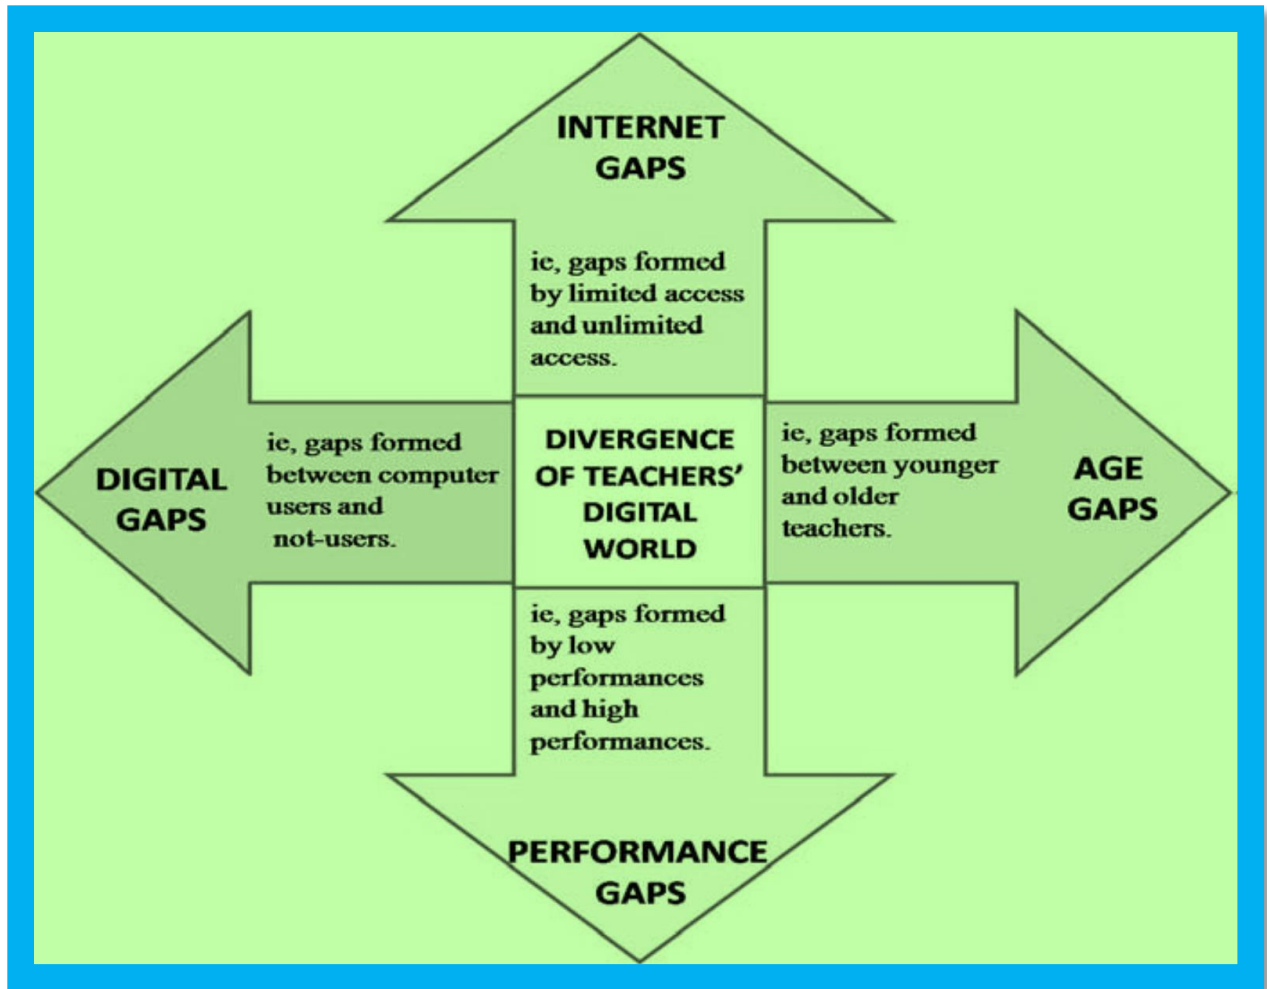 INTERNET
GAPS
ie, gaps formed
by limited access
and unlimited
access.
DIGITAL
GAPS
ie, gaps formed
between computer
users and
not-users.
DIVERGENCE
OF TEACHERS’
DIGITAL
WORLD
ie, gaps formed
between younger
and older
teachers.
AGE
GAPS
ie, gaps formed
by low
performances
and high
performances.
PERFORMANCE
GAPS